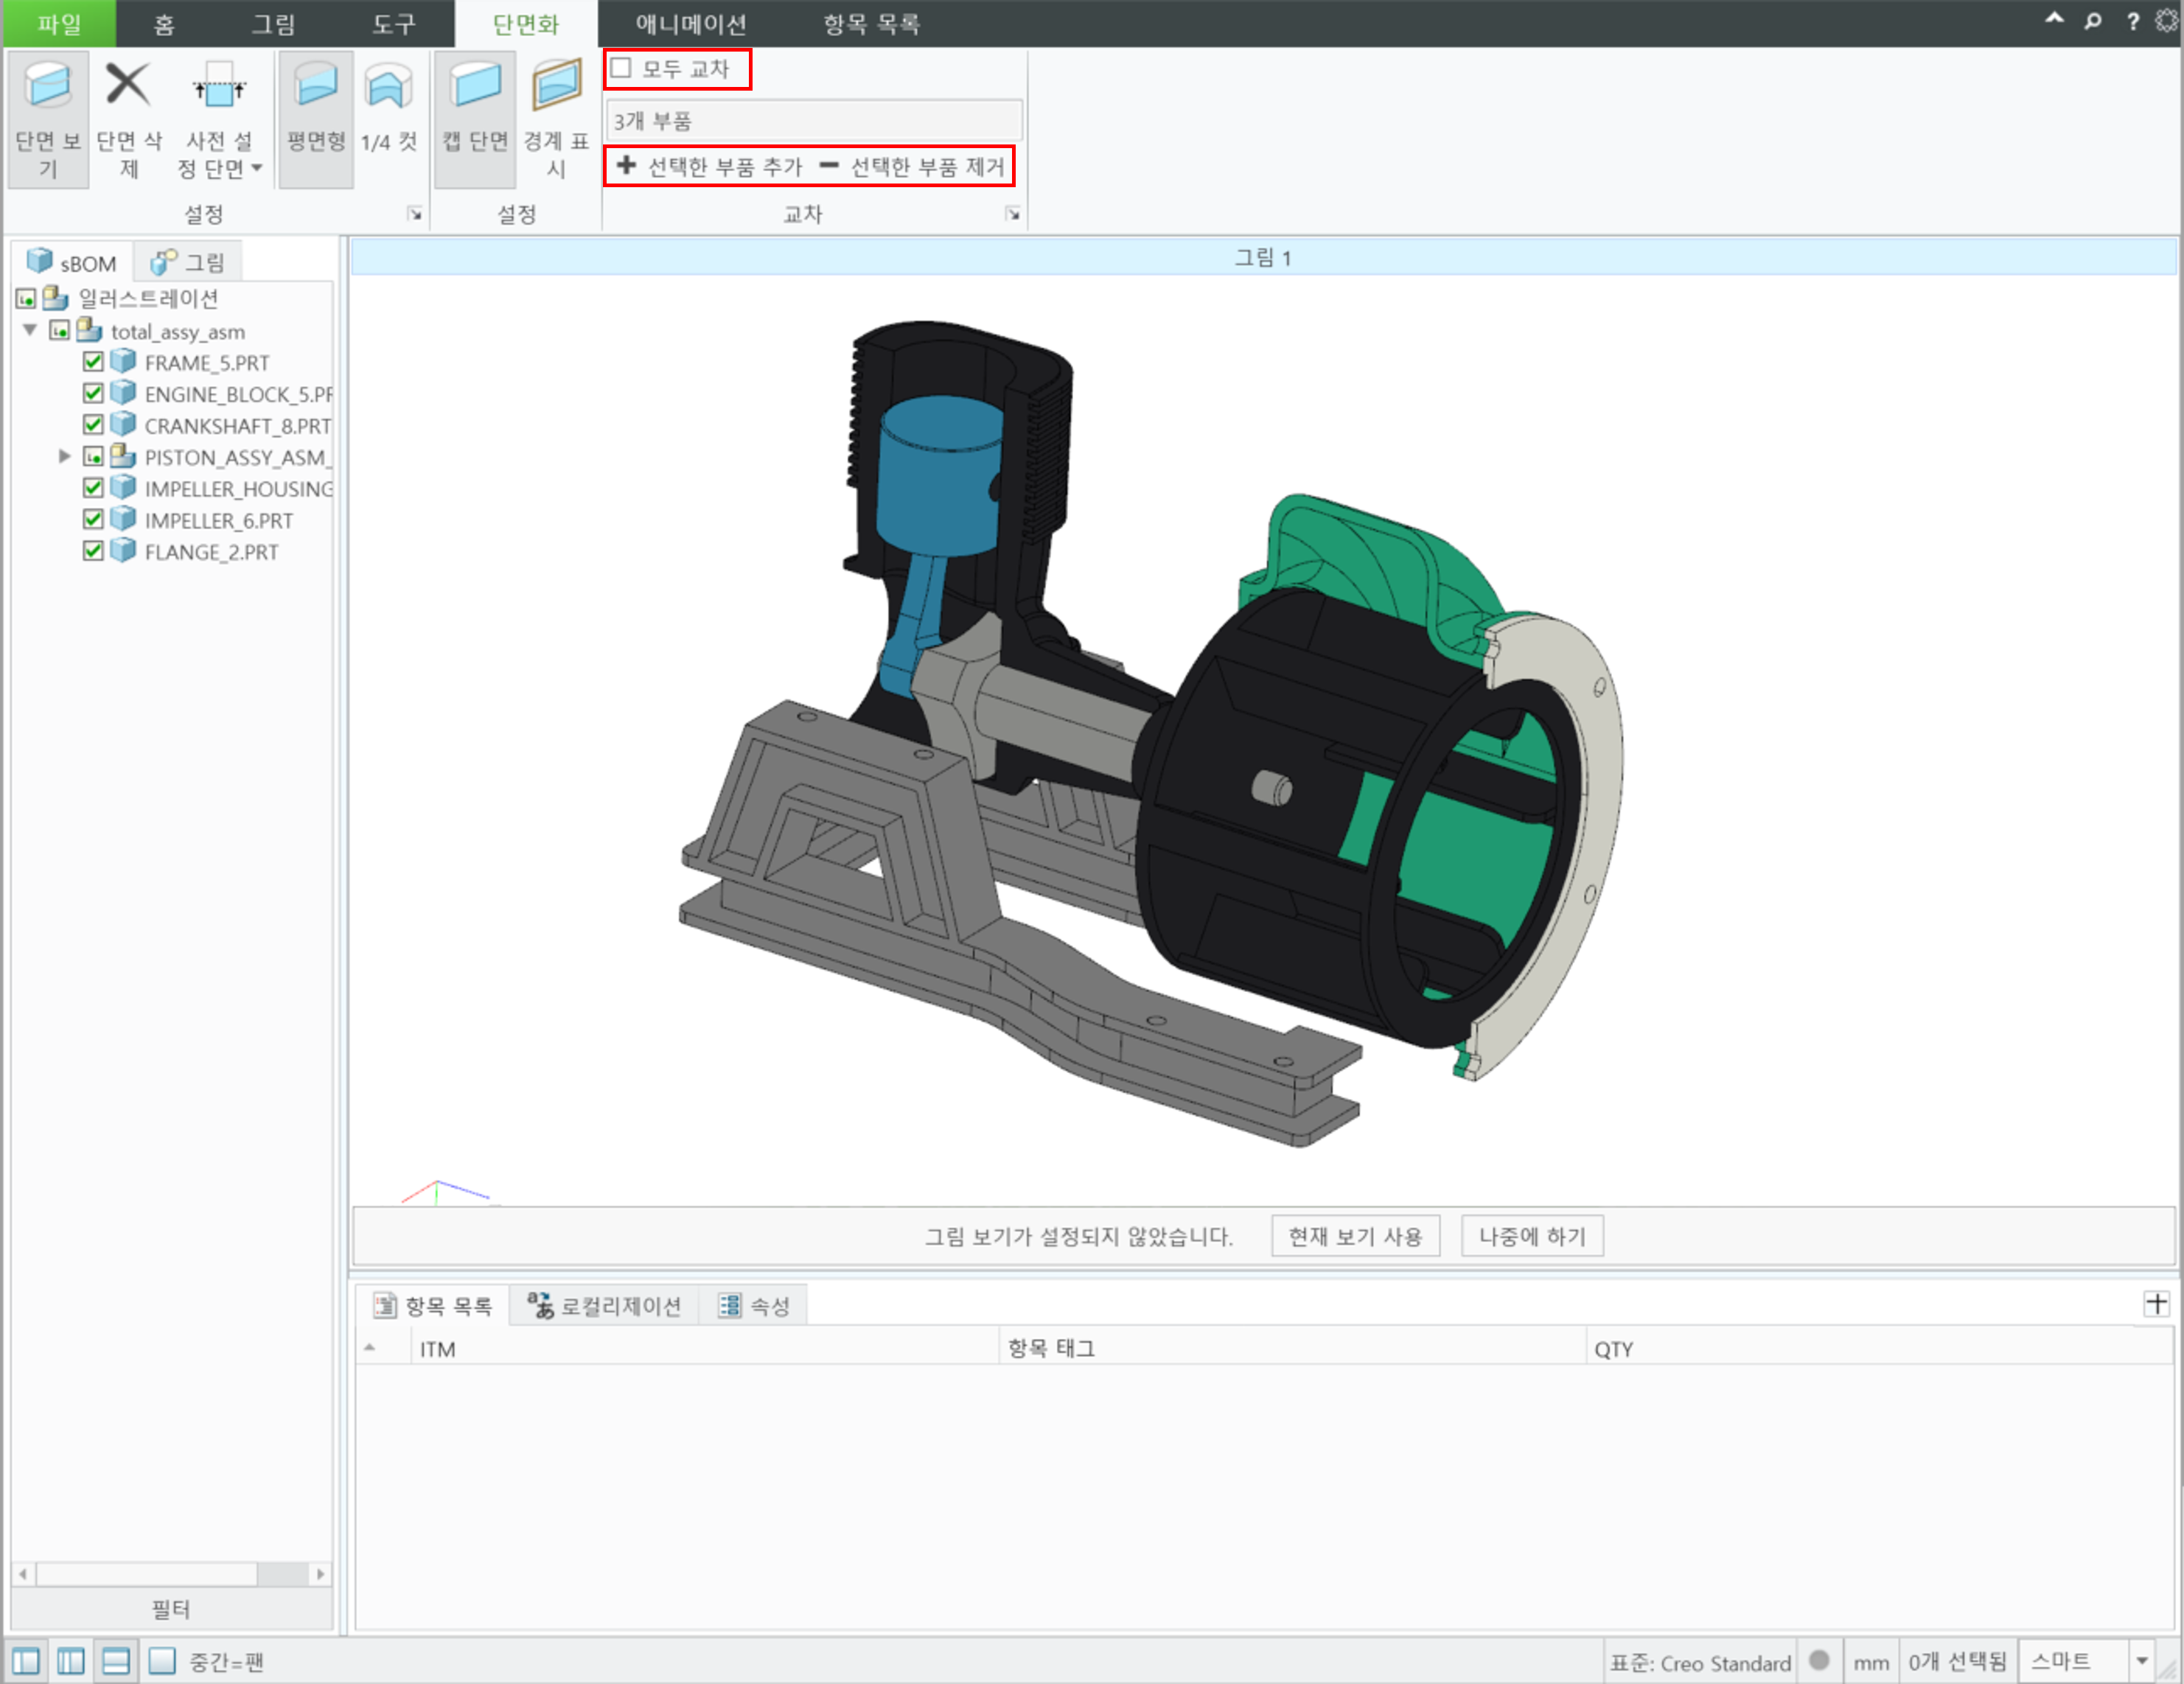 파일 홈 그림 도구 단면화 애니메이션 항목 목록
모두 교차
3개 부품
단면 보기
단면 삭제
사전 설정 단면
평면형
1/4 컷
캡 단면
경계 표시
선택한 부품 추가 선택한 부품 제거
설정 설정 교차
sBOM 그림
그림 1
일러스트레이션
total_assy_asm
FRAME_5.PRT
ENGINE_BLOCK_5.PR
CRANKSHAFT_8.PRT
PISTON_ASSY_ASM_
IMPELLER_HOUSING
IMPELLER_6.PRT
FLANGE_2.PRT
그림 보기가 설정되지 않았습니다. 현재 보기 사용 나중에 하기
항목 목록 로컬리제이션 속성
ITM 항목 태그 QTY
필터
중간=팬 표준: Creo Standard mm 0개 선택됨 스마트